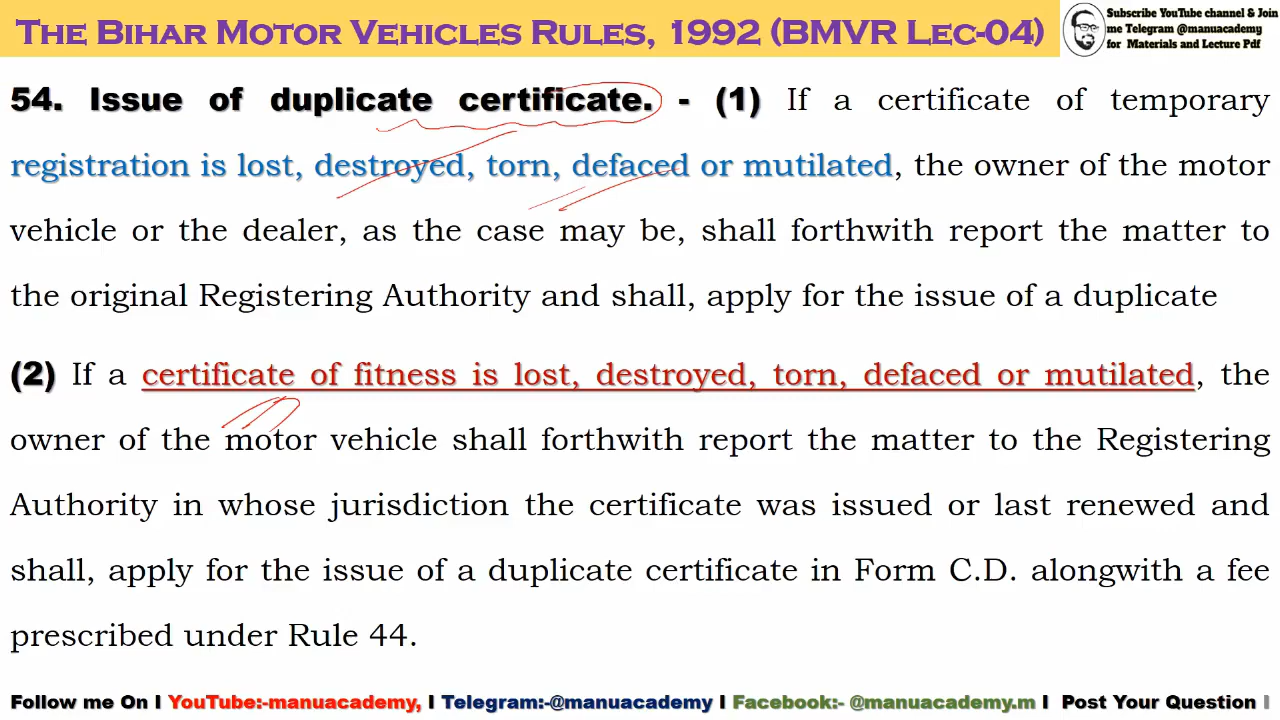 THE BIHAR MOTOR VEHICLES RULES, 1992 (BMVR LEC-04)
Subscribe YouTube channel & Join
me Telegram @manuacademy
for Materials and Lecture Pdf
54. Issue of duplicate certificate. - (1) If a certificate of temporary
registration is lost, destroyed, torn, defaced or mutilated, the owner of the motor
vehicle or the dealer, as the case may be, shall forthwith report the matter to
the original Registering Authority and shall, apply for the issue of a duplicate
(2) If a certificate of fitness is lost, destroyed, torn, defaced or mutilated, the
owner of the motor vehicle shall forthwith report the matter to the Registering
Authority in whose jurisdiction the certificate was issued or last renewed and
shall, apply for the issue of a duplicate certificate in Form C.D. alongwith a fee
prescribed under Rule 44.
Follow me On I YouTube:-manuacademy, I Telegram:-@manuacademy I Facebook:- @manuacademy.m I Post Your Question I